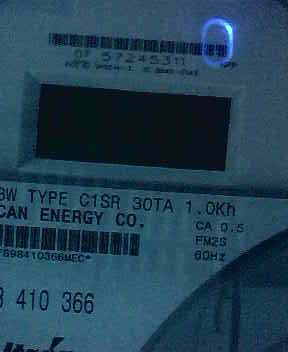 07 57245311
3W TYPE C1SR 30TA 1.0Kh
CAN ENERGY CO.
CA 0.5
FM2S
60Hz
*898410366MEC*
8 410 366